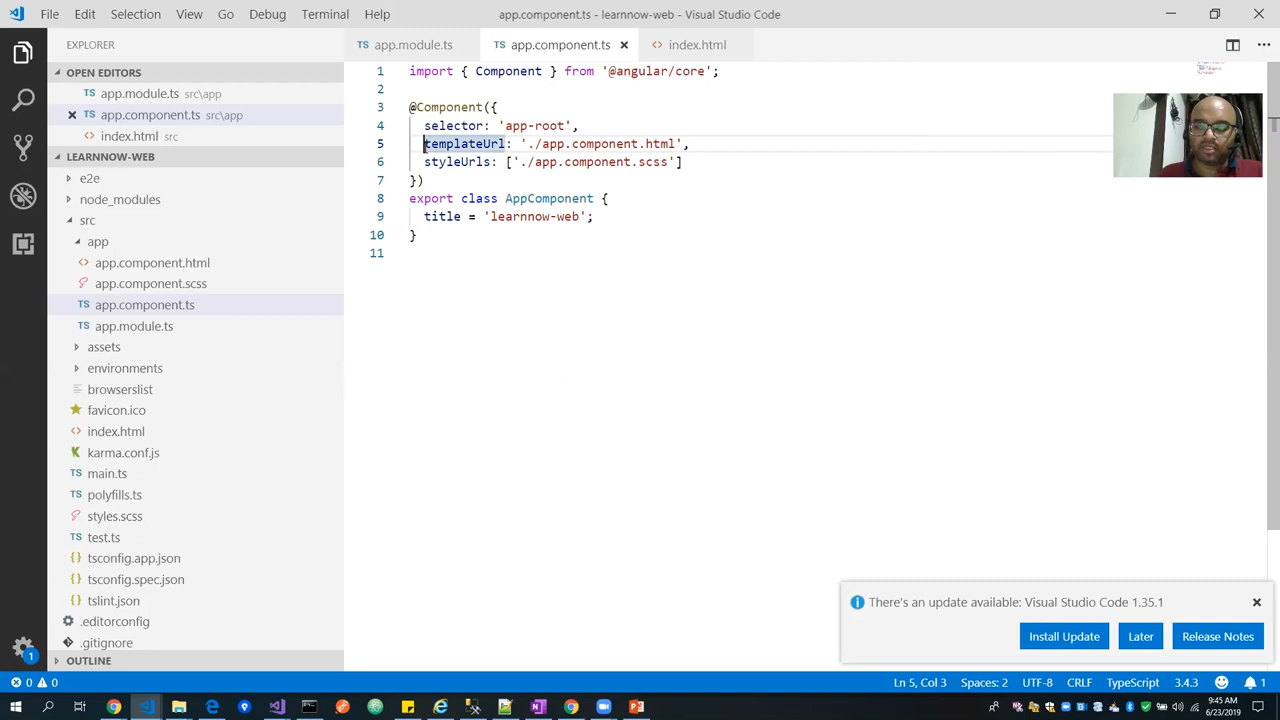 File Edit Selection View Go Debug Terminal Help
app.component.ts - learnnow-web - Visual Studio Code
EXPLORER
OPEN EDITORS
app.module.ts src\app
app.component.ts src\app
index.html src
LEARNNOW-WEB
e2e
node_modules
src
app
app.component.html
app.component.scss
TS app.component.ts
TS app.module.ts
assets
environments
browserslist
favicon.ico
index.html
karma.conf.js
TS main.ts
TS polyfills.ts
styles.scss
TS test.ts
{} tsconfig.app.json
{} tsconfig.spec.json
{} tslint.json
.editorconfig
.gitignore
OUTLINE
TS app.module.ts
TS app.component.ts
<> index.html
1 import { Component } from '@angular/core';
2
3 @Component({
4 selector: 'app-root',
5 templateUrl: './app.component.html',
6 styleUrls: ['./app.component.scss']
7 })
8 export class AppComponent {
9 title = 'learnnow-web';
10 }
11
There's an update available: Visual Studio Code 1.35.1
Install Update Later Release Notes
1
0 0
Ln 5, Col 3 Spaces: 2 UTF-8 CRLF TypeScript 3.4.3 1
9:45 AM
6/23/2019